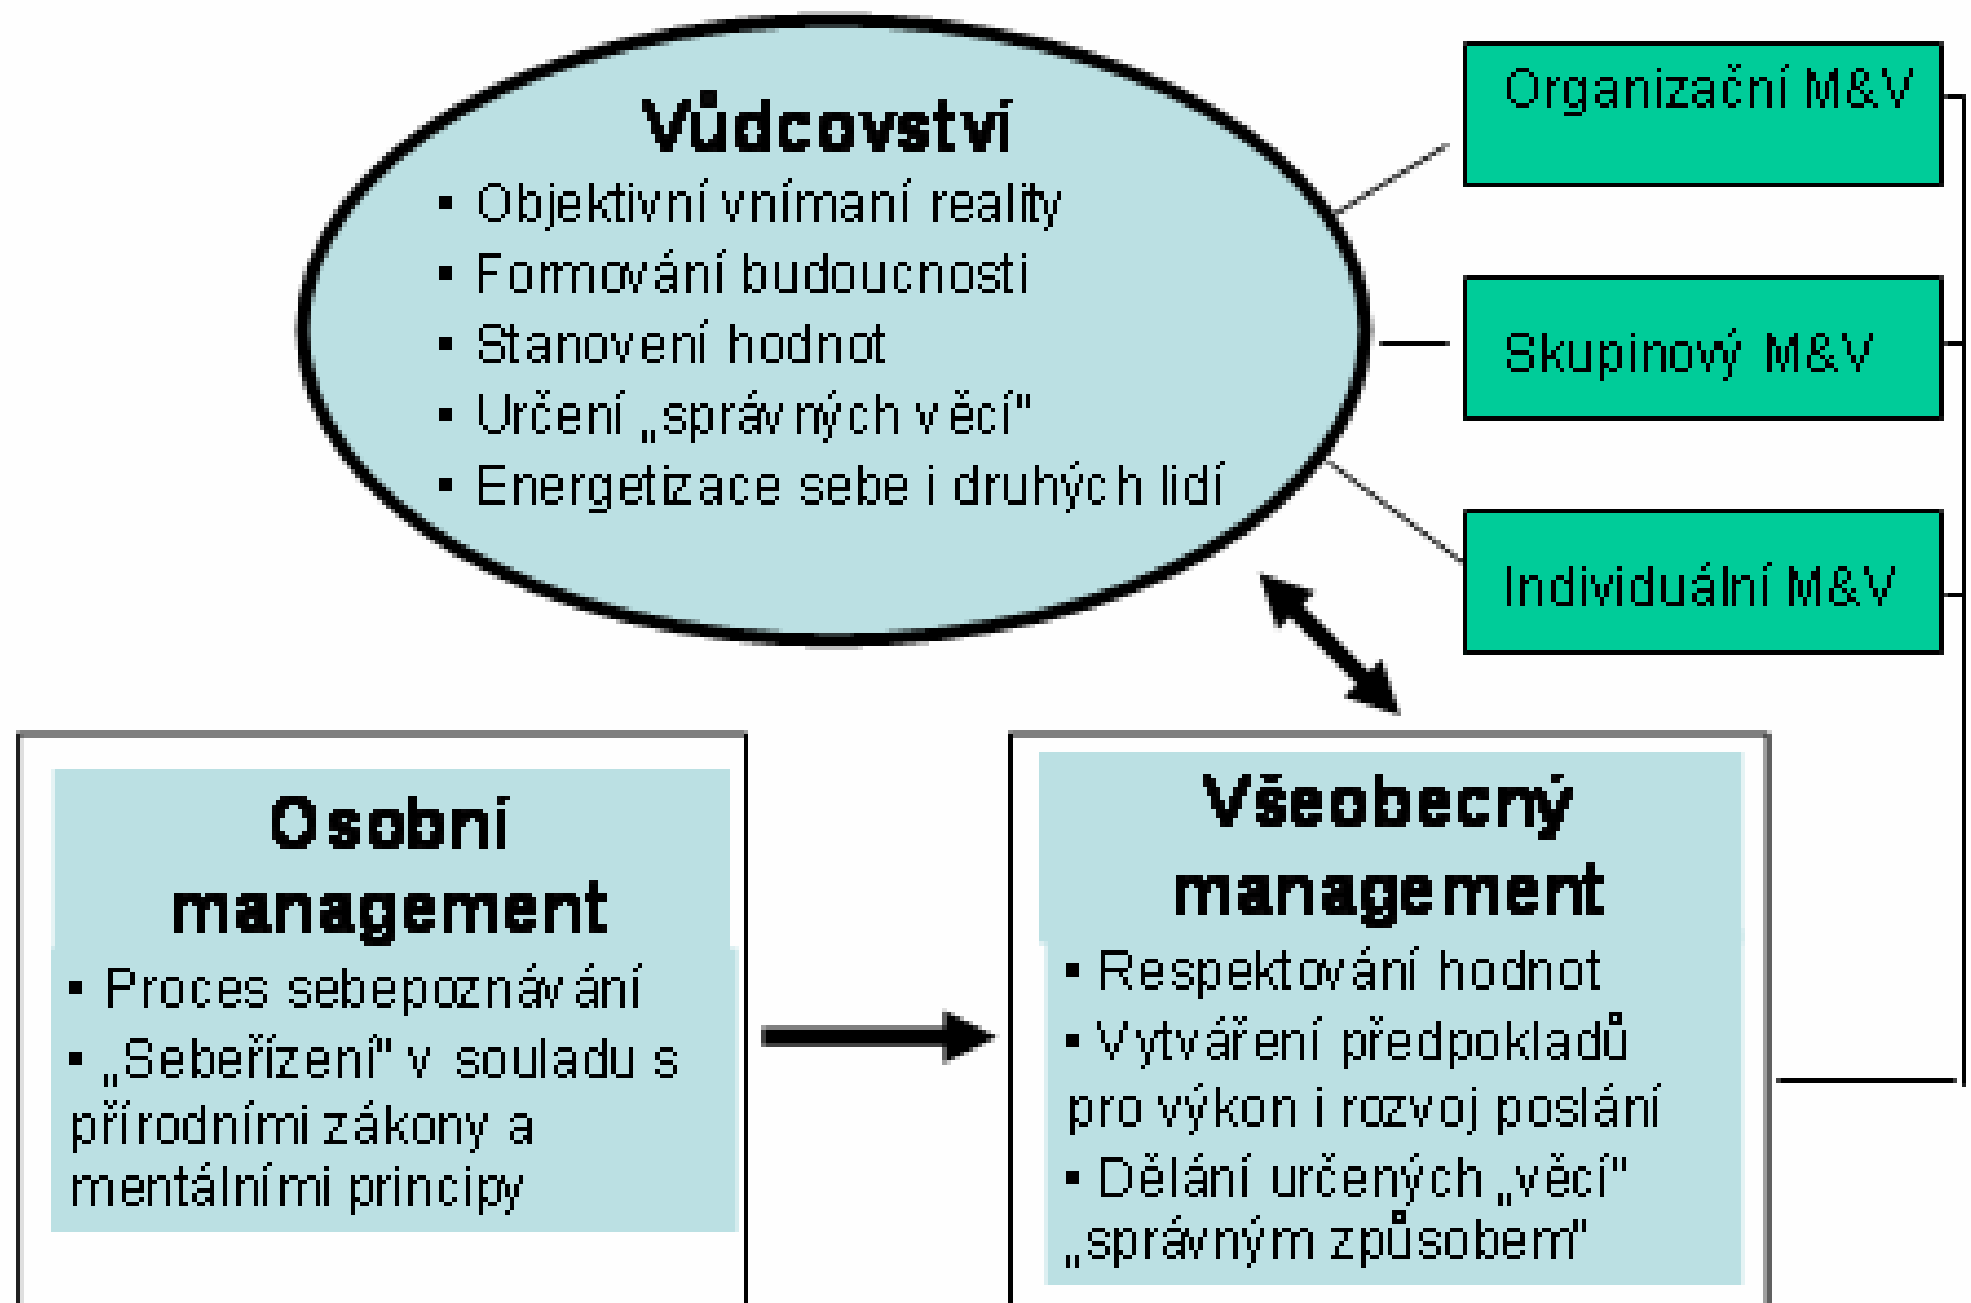 Vůdcovství
▪ Objektivní vnímaní reality
▪ Formování budoucnosti
▪ Stanovení hodnot
▪ Určení „správných věcí"
▪ Energetizace sebe i druhých lidí
Organizační M&V
Skupinový M&V
Individuální M&V
Osobní
management
▪ Proces sebepoznávání
▪ „Sebeřízení" v souladu s
přírodními zákony a
mentálními principy
Všeobecný
management
▪ Respektování hodnot
▪ Vytváření předpokladů
pro výkon i rozvoj poslání
▪ Dělání určených „věcí"
„správným způsobem"